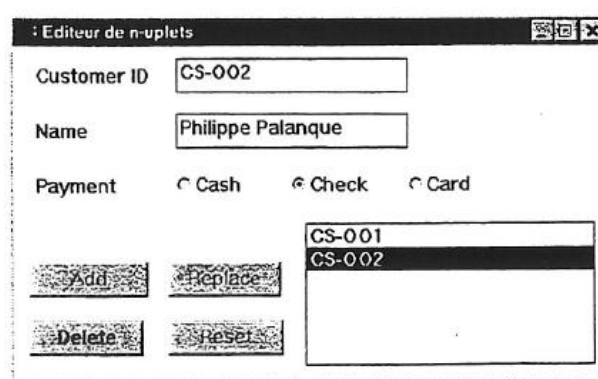 : Editeur de n-uplets
Customer ID CS-002
Name Philippe Palanque
Payment Cash Check Card
CS-001
CS-002
Add Replace
Delete Reset